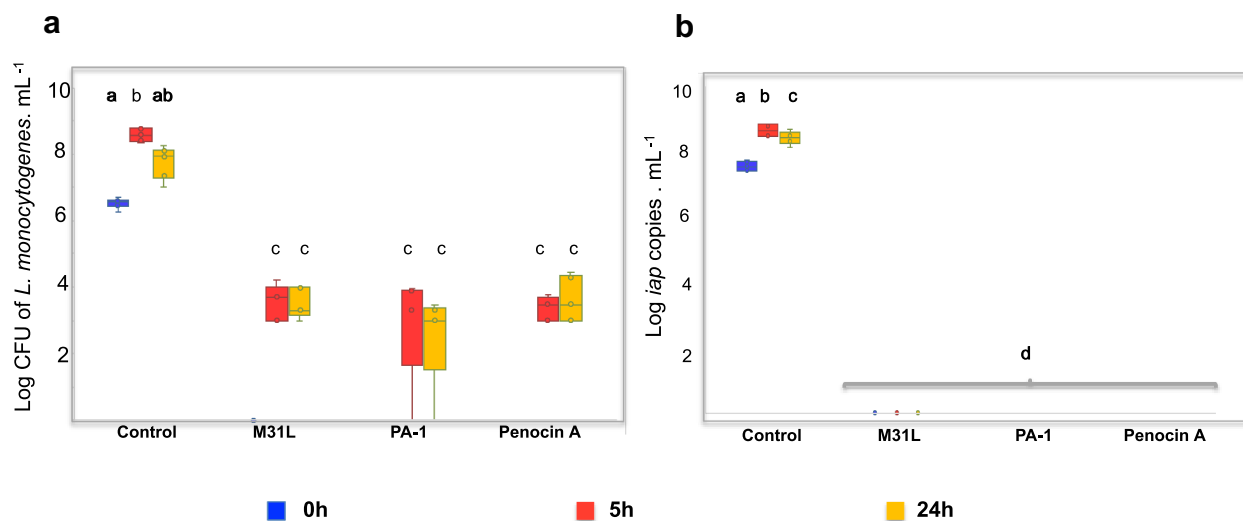 a
Log CFU of L. monocytogenes. mL-1
10
8
6
4
2
a b ab
c c
c c
c c
Control M31L PA-1 Penocin A
b
Log iap copies . mL-1
10
8
6
4
2
a b c
d
Control M31L PA-1 Penocin A
0h 5h 24h